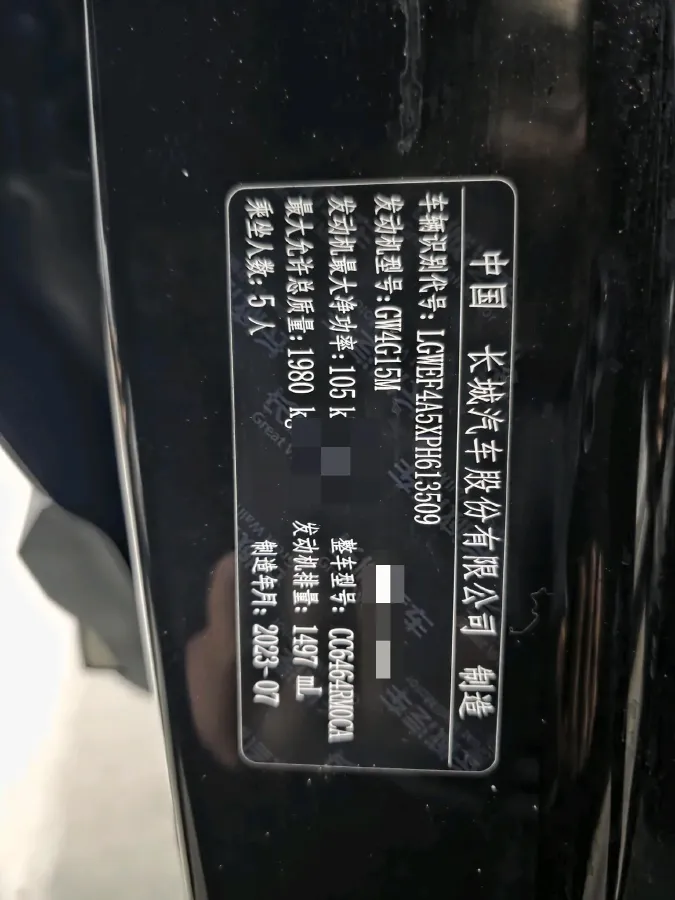 中国 长城汽车股份有限公司 制造
车辆识别代号: LGWEF4A5XPH613509
发动机型号: GW4G15M
发动机最大净功率: 105 k 整车型号: CC6464RM0CA
最大允许总质量: 1980 kg 发动机排量: 1497 mL
乘坐人数: 5 人 制造年月: 2023-07